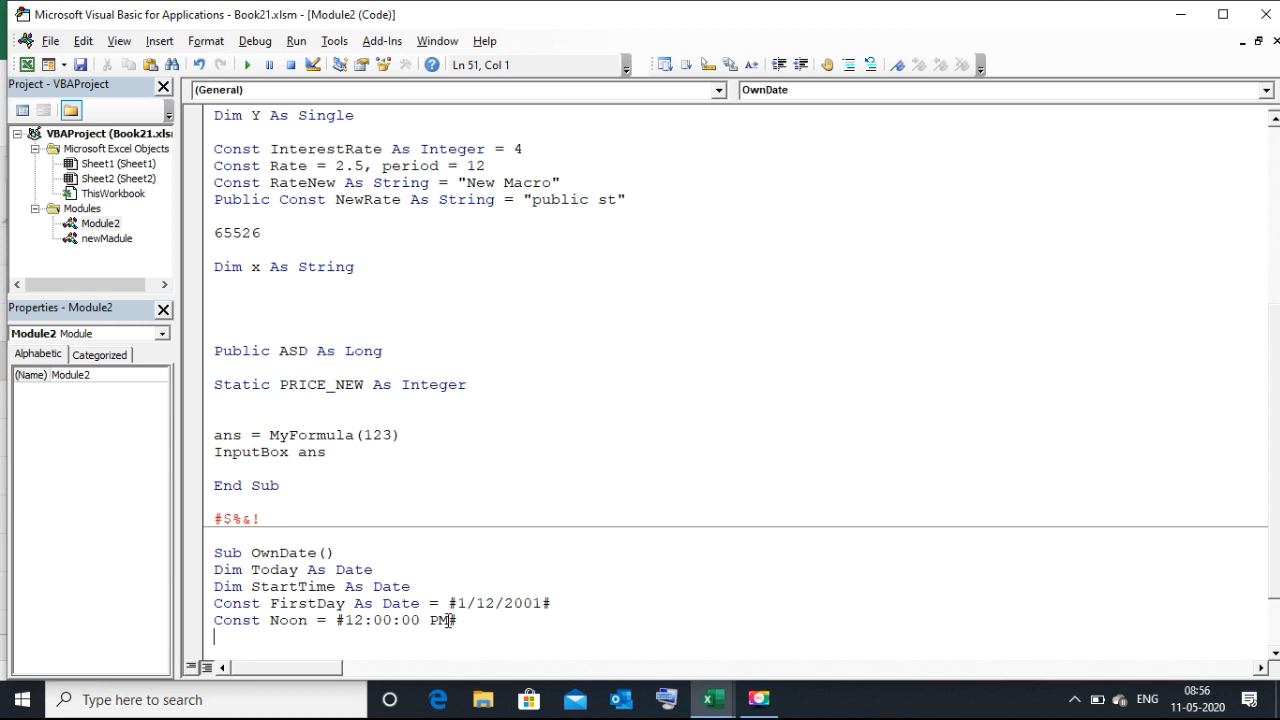 Microsoft Visual Basic for Applications - Book21.xlsm - [Module2 (Code)]
File Edit View Insert Format Debug Run Tools Add-Ins Window Help
Ln 51, Col 1
Project - VBAProject
(General)
OwnDate
VBAProject (Book21.xls
Microsoft Excel Objects
Sheet1 (Sheet1)
Sheet2 (Sheet2)
ThisWorkbook
Modules
Module2
newMadule
Properties - Module2
Module2 Module
Alphabetic Categorized
(Name) Module2
Dim Y As Single
Const InterestRate As Integer = 4
Const Rate = 2.5, period = 12
Const RateNew As String = "New Macro"
Public Const NewRate As String = "public st"
65526
Dim x As String
Public ASD As Long
Static PRICE_NEW As Integer
ans = MyFormula(123)
InputBox ans
End Sub
#$%&!
Sub OwnDate()
Dim Today As Date
Dim StartTime As Date
Const FirstDay As Date = #1/12/2001#
Const Noon = #12:00:00 PM#
Type here to search
ENG
08:56
11-05-2020